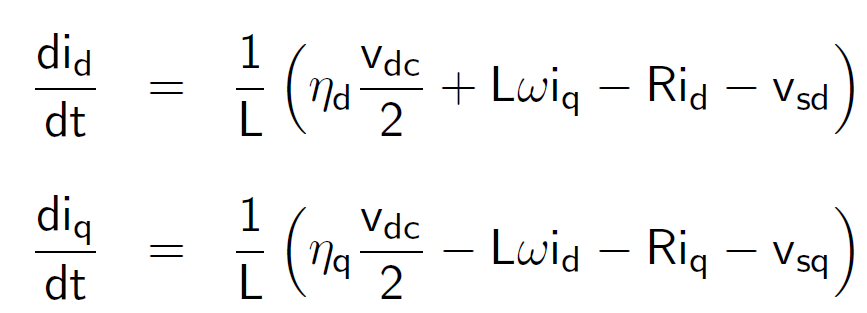 di_d/dt = 1/L (η_d v_dc/2 + Lωi_q − Ri_d − v_sd)
di_q/dt = 1/L (η_q v_dc/2 − Lωi_d − Ri_q − v_sq)